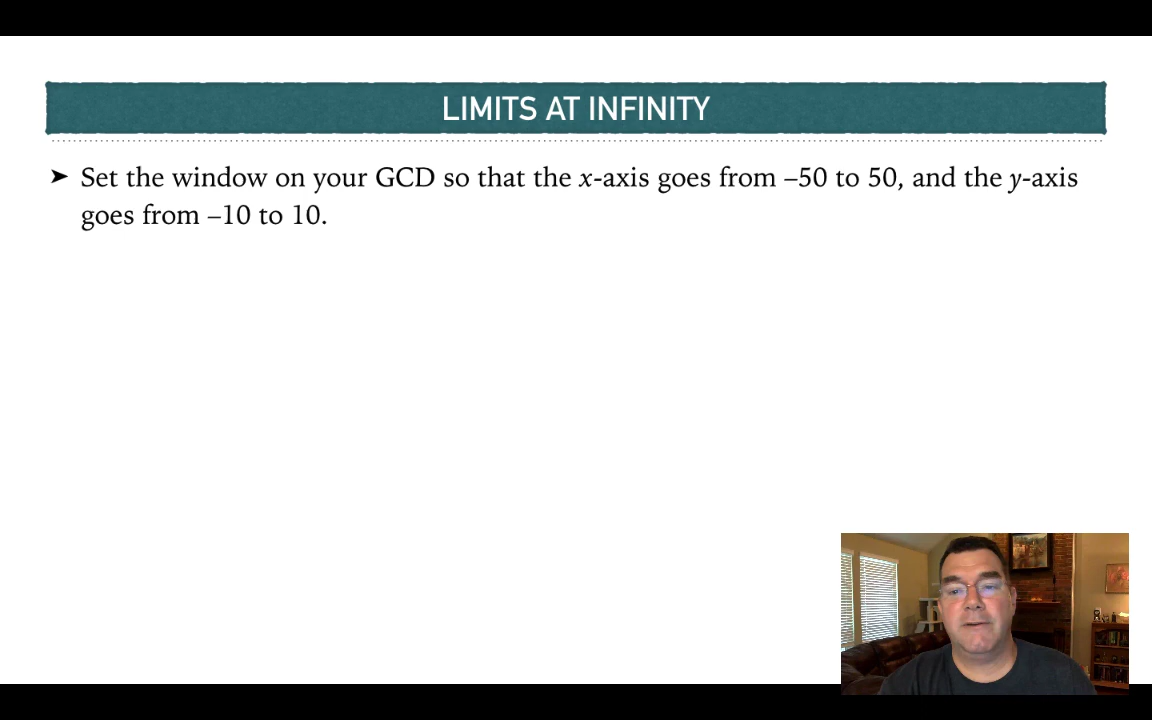 LIMITS AT INFINITY
➤ Set the window on your GCD so that the x-axis goes from –50 to 50, and the y-axis
goes from –10 to 10.